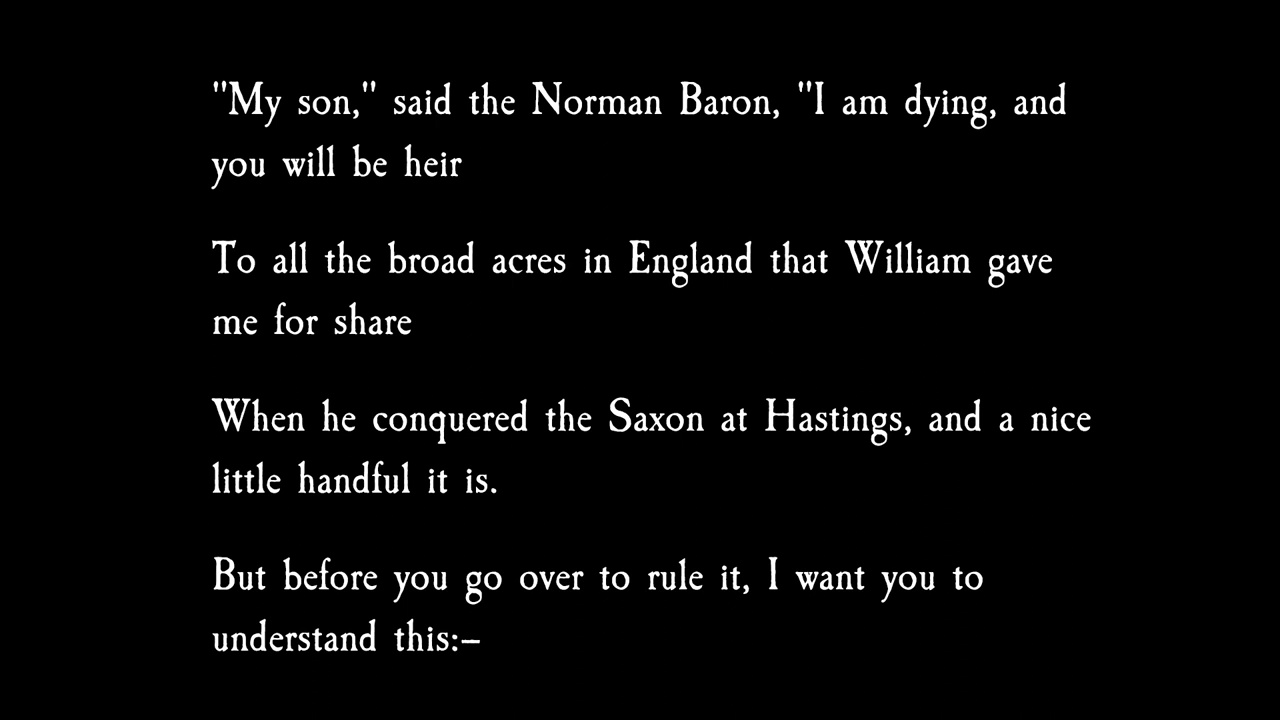 "My son," said the Norman Baron, "I am dying, and
you will be heir
To all the broad acres in England that William gave
me for share
When he conquered the Saxon at Hastings, and a nice
little handful it is.
But before you go over to rule it, I want you to
understand this:–